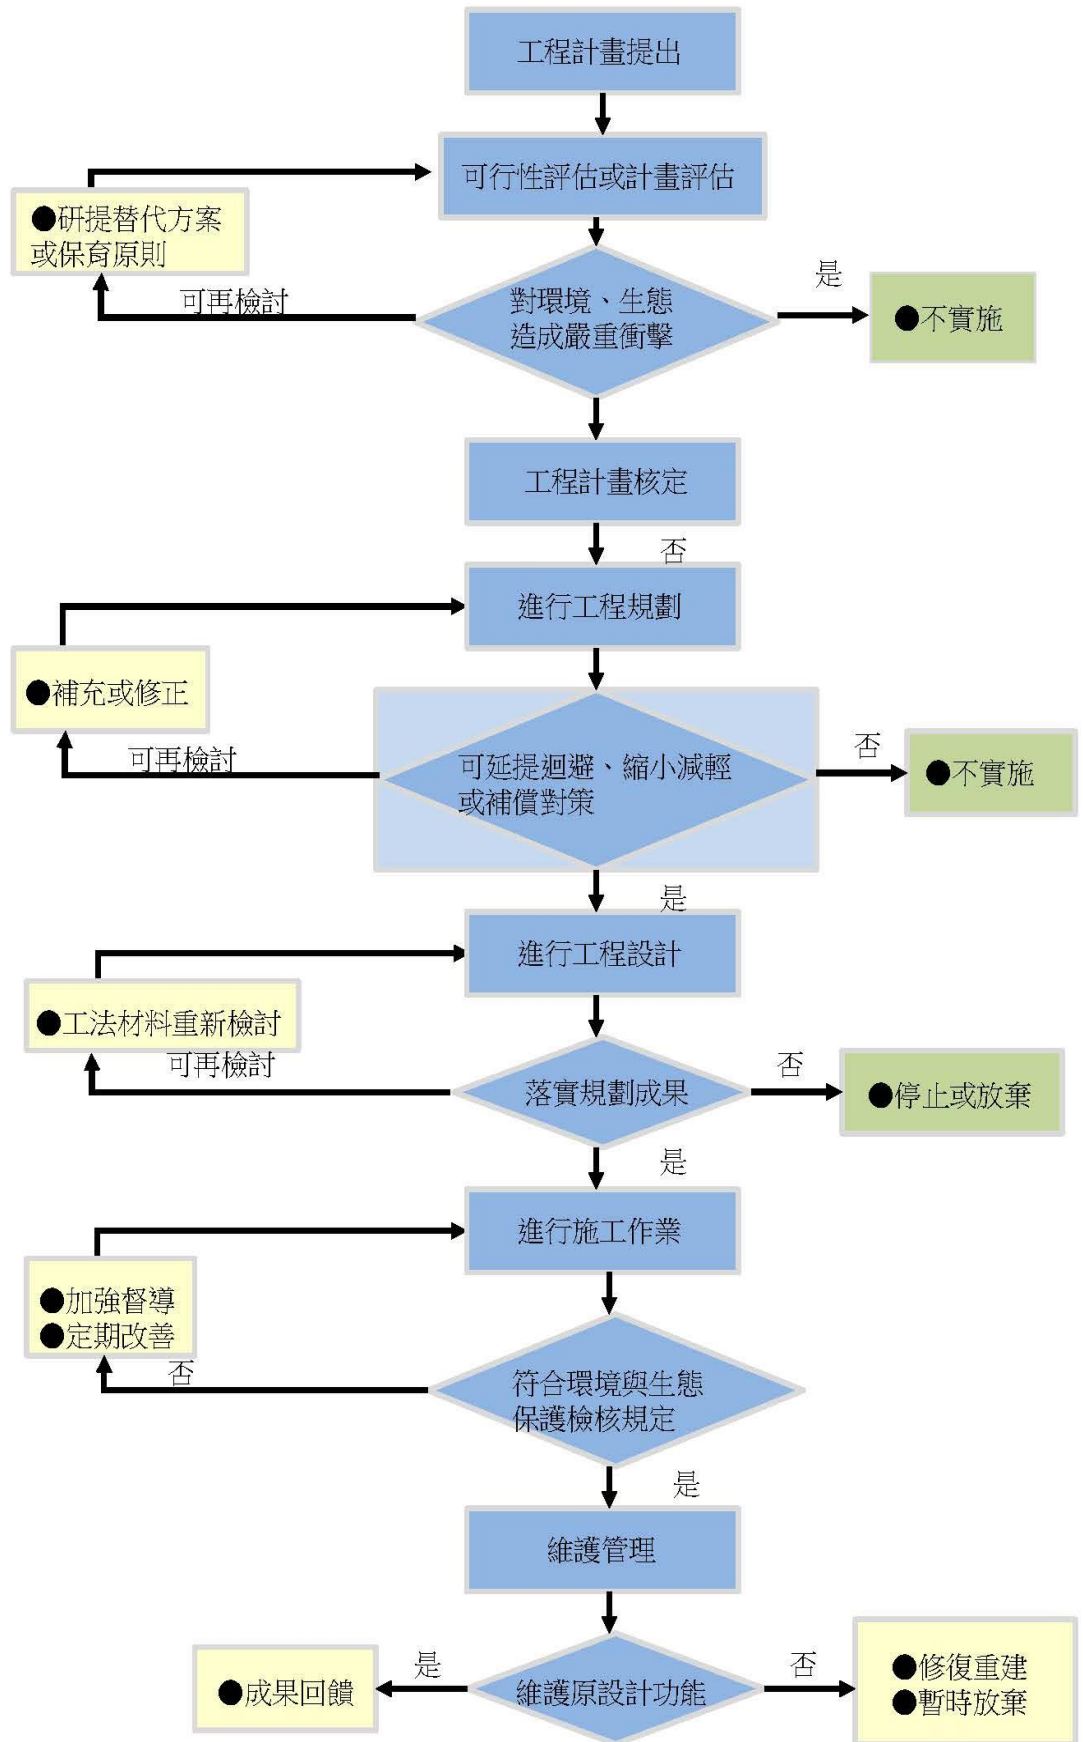 工程計畫提出
可行性評估或計畫評估
●研提替代方案
或保育原則
可再檢討
對環境、生態
造成嚴重衝擊
是
●不實施
工程計畫核定
否
進行工程規劃
●補充或修正
可再檢討
可延提迴避、縮小減輕
或補償對策
否
●不實施
是
進行工程設計
●工法材料重新檢討
可再檢討
落實規劃成果
否
●停止或放棄
是
進行施工作業
●加強督導
●定期改善
否
符合環境與生態
保護檢核規定
是
維護管理
●成果回饋
是
維護原設計功能
否
●修復重建
●暫時放棄